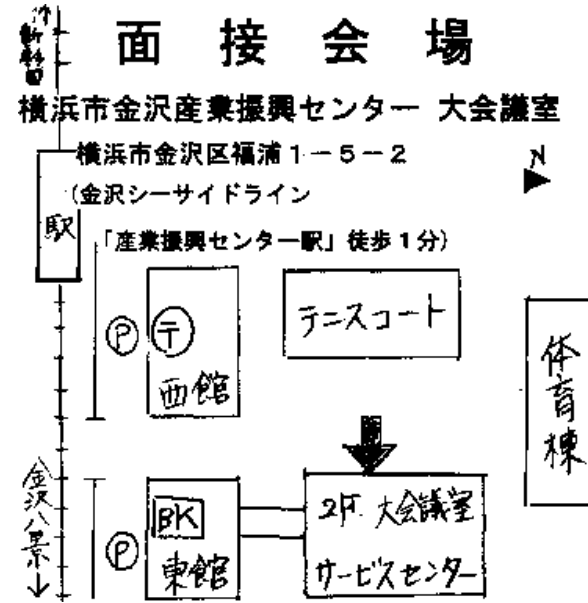 至新杉田
面接会場
横浜市金沢産業振興センター 大会議室
横浜市金沢区福浦1-5-2
(金沢シーサイドライン
「産業振興センター駅」徒歩1分)
N
駅
P
〒
西館
テニスコート
体育棟
金沢八景
P
BK
東館
2F 大会議室
サービスセンター